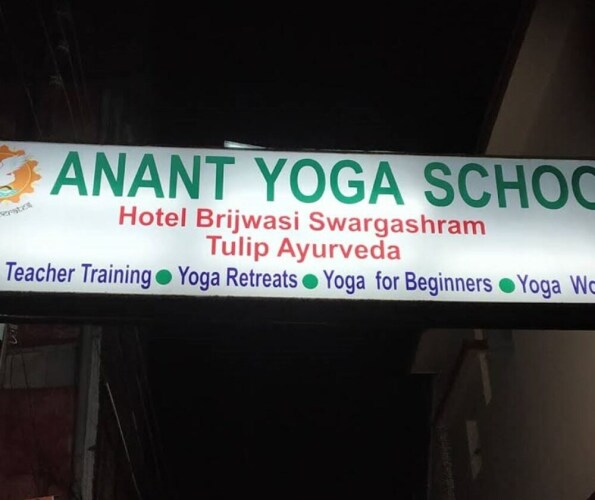 ANANT YOGA SCHOO
Hotel Brijwasi Swargashram
Tulip Ayurveda
Teacher Training ● Yoga Retreats ● Yoga for Beginners ● Yoga Wo